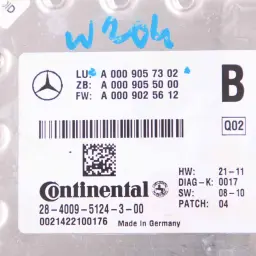 W204
LU: A 000 905 73 02
ZB: A 000 905 50 00
FW: A 000 902 56 12
B
Q02
HW: 21-11
DIAG-K: 0017
SW: 08-10
PATCH: 04
Continental
28-4009-5124-3-00
0021422100176 Made in Germany